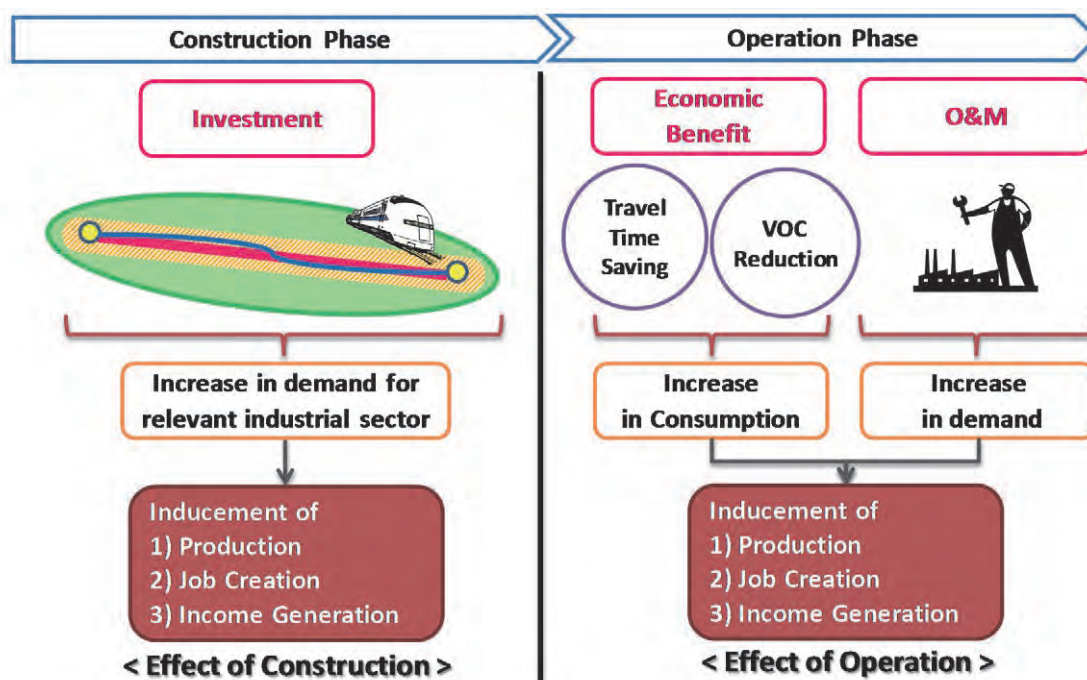 Construction Phase
Operation Phase
Investment
Economic
Benefit
O&M
Travel
Time
Saving
VOC
Reduction
Increase in demand for
relevant industrial sector
Increase
in Consumption
Increase
in demand
Inducement of
1) Production
2) Job Creation
3) Income Generation
Inducement of
1) Production
2) Job Creation
3) Income Generation
< Effect of Construction >
< Effect of Operation >